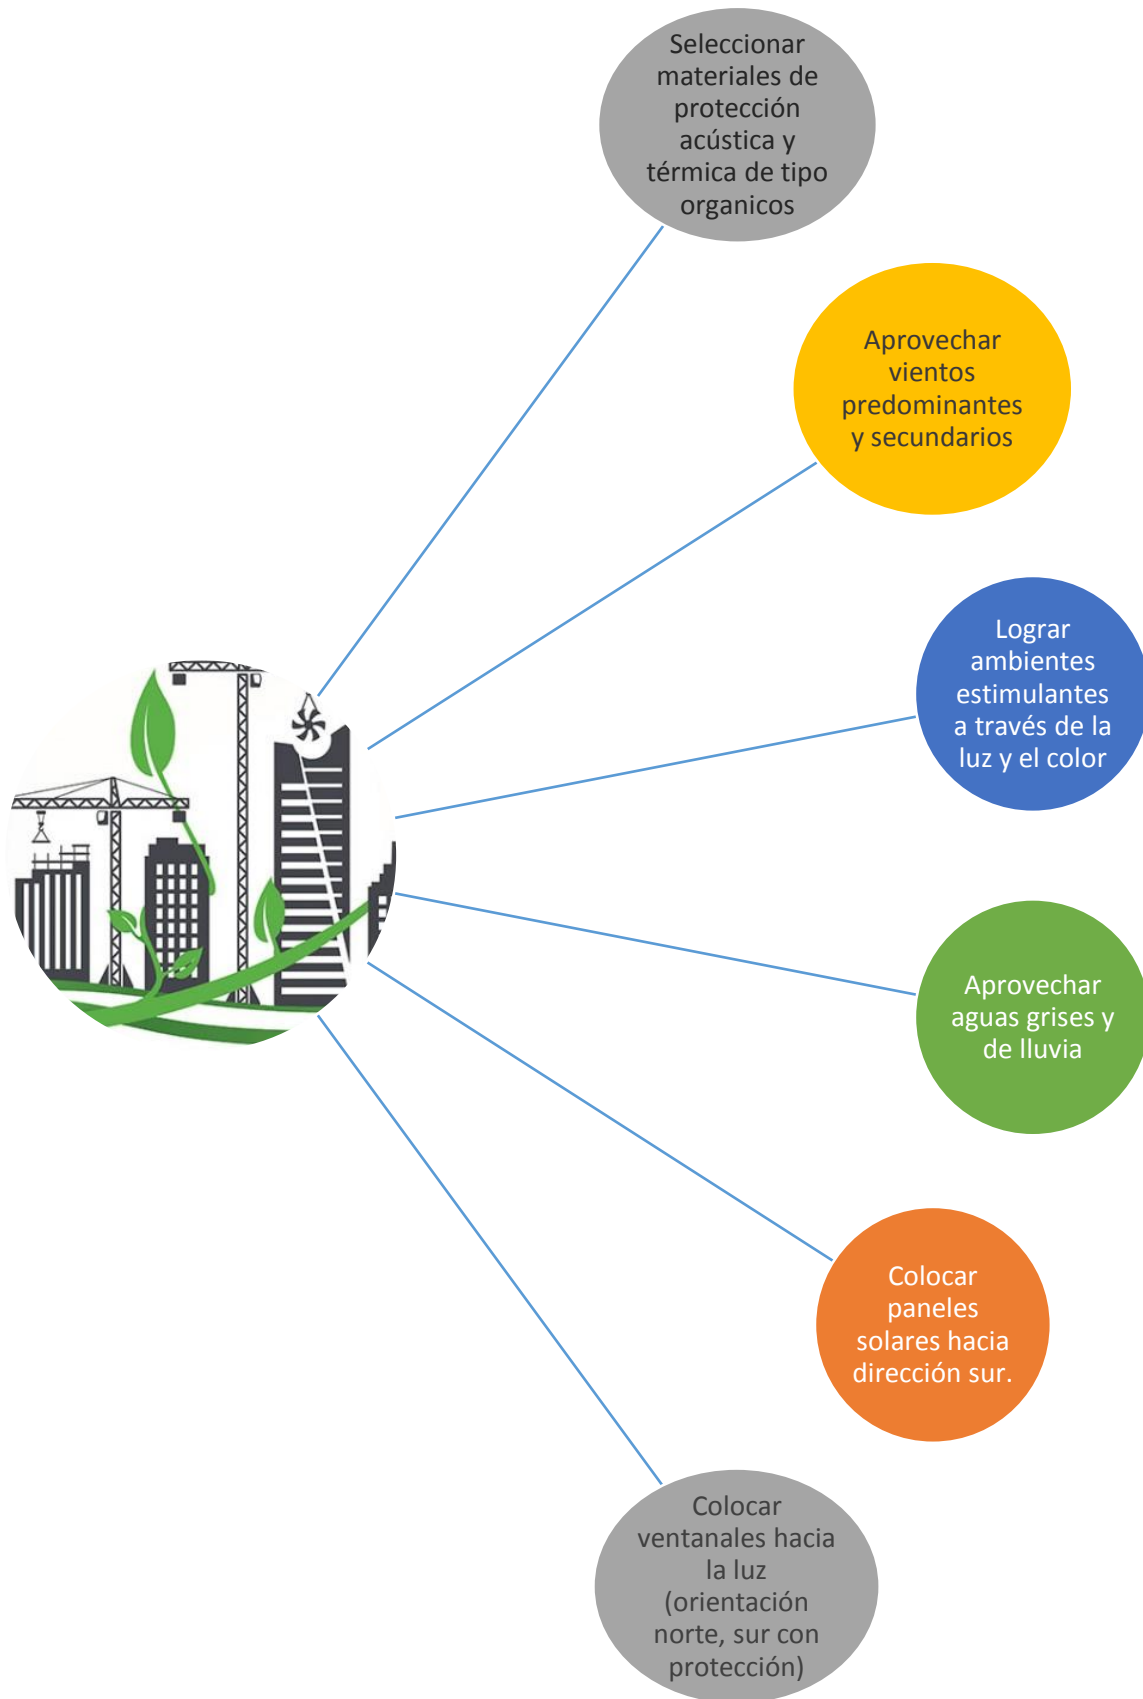 Seleccionar
materiales de
protección
acústica y
térmica de tipo
organicos
Aprovechar
vientos
predominantes
y secundarios
Lograr
ambientes
estimulantes
a través de la
luz y el color
Aprovechar
aguas grises y
de lluvia
Colocar
paneles
solares hacia
dirección sur.
Colocar
ventanales hacia
la luz
(orientación
norte, sur con
protección)